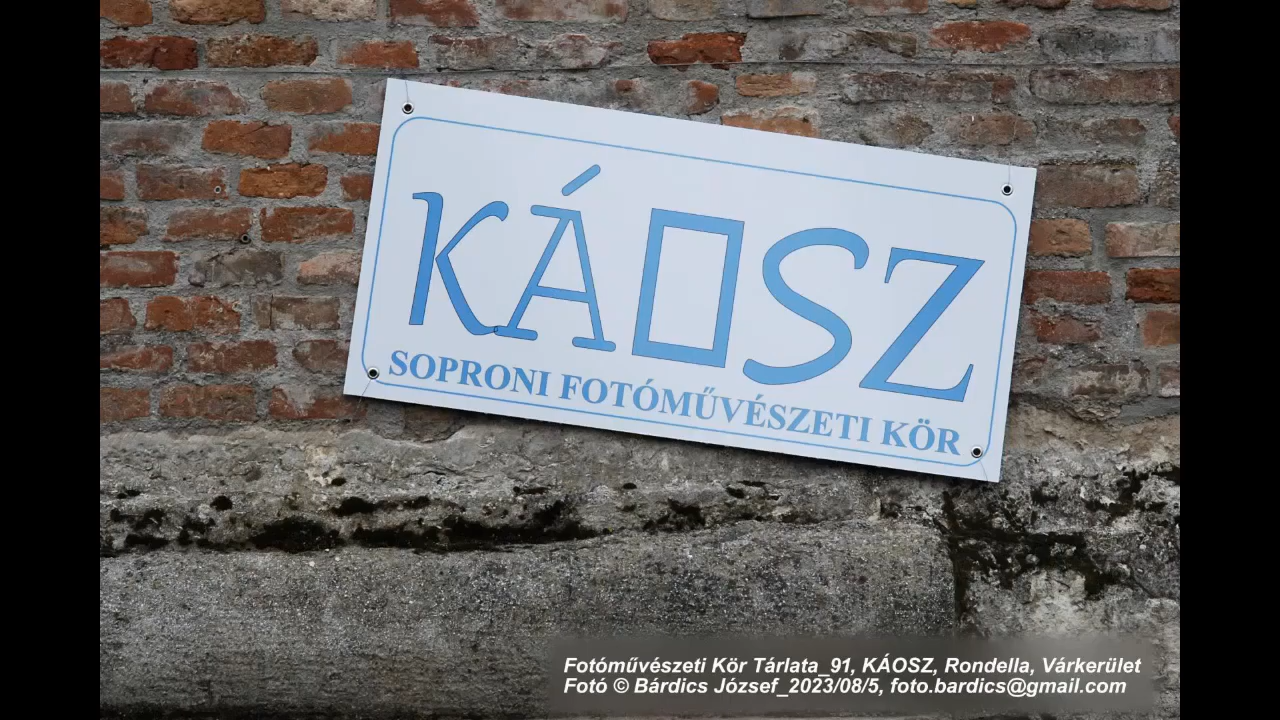 KÁ▯SZ
SOPRONI FOTÓMŰVÉSZETI KÖR
Fotóművészeti Kör Tárlata_91, KÁOSZ, Rondella, Várkerület
Fotó © Bárdics József_2023/08/5, foto.bardics@gmail.com